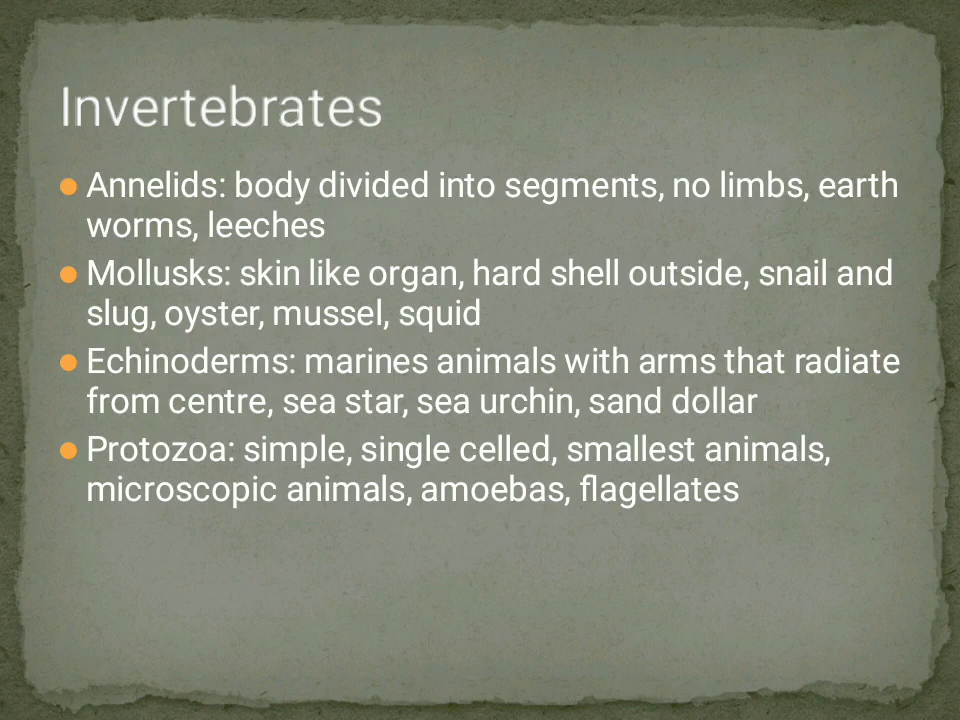 Invertebrates
Annelids: body divided into segments, no limbs, earth
worms, leeches
Mollusks: skin like organ, hard shell outside, snail and
slug, oyster, mussel, squid
Echinoderms: marines animals with arms that radiate
from centre, sea star, sea urchin, sand dollar
Protozoa: simple, single celled, smallest animals,
microscopic animals, amoebas, flagellates